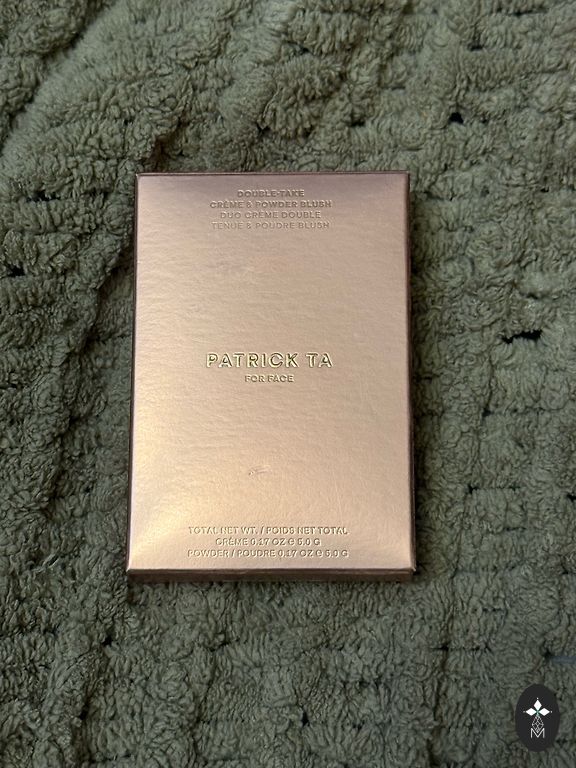 DOUBLE-TAKE
CRÈME & POWDER BLUSH
DUO CRÈME DOUBLE
TENUE & POUDRE BLUSH
PATRICK TA
FOR FACE
TOTAL NET WT. / POIDS NET TOTAL
CRÈME 0.17 OZ e 5.0 G
POWDER / POUDRE 0.17 OZ e 5.0 G
M